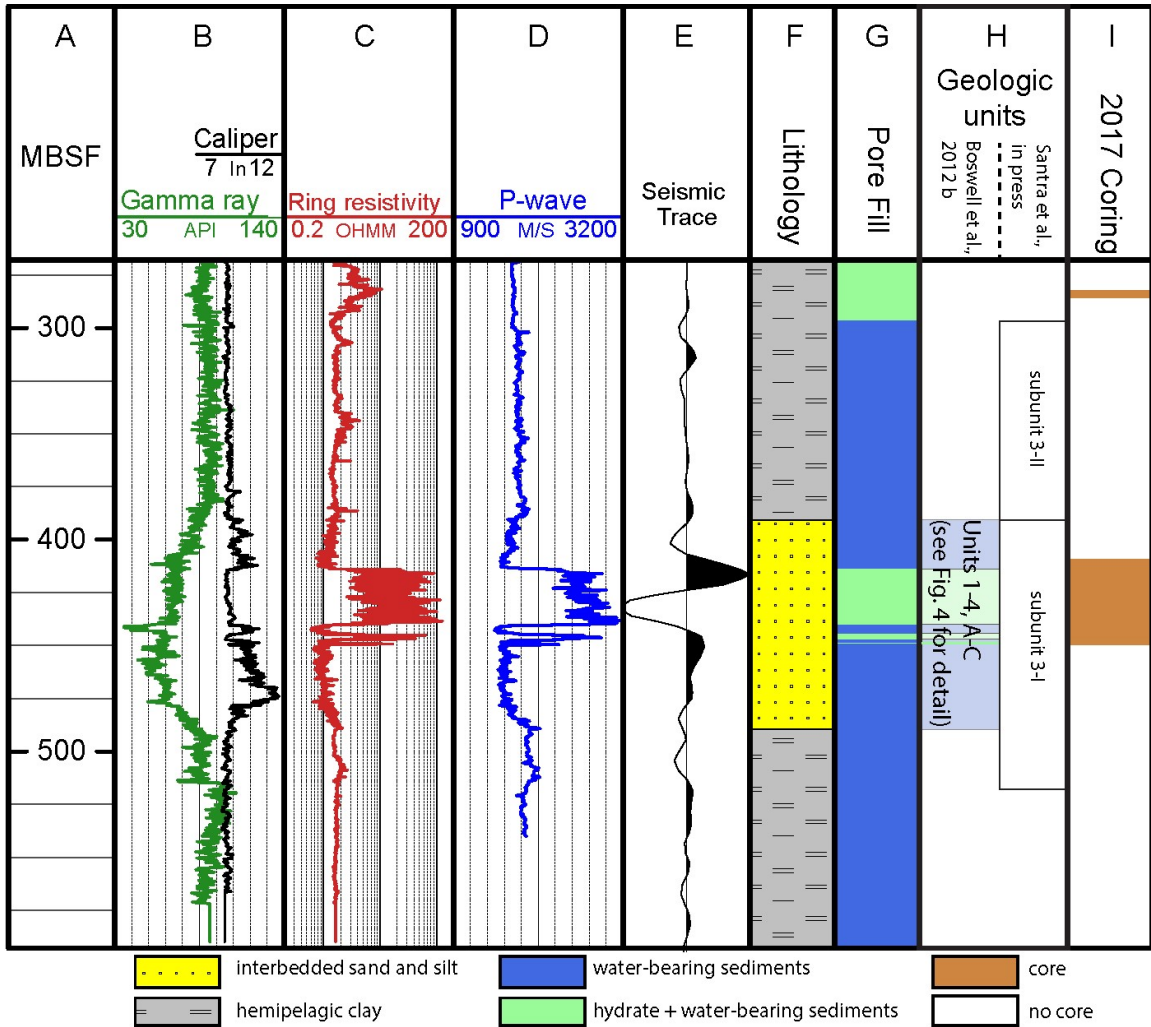 A
B
C
D
E
F
G
H
I
MBSF
Caliper
7 In 12
Gamma ray
30 API 140
Ring resistivity
0.2 OHMM 200
P-wave
900 M/S 3200
Seismic
Trace
Lithology
Pore Fill
Geologic
units
Boswell et al.,
2012 b
Santra et al.,
in press
2017 Coring
300
400
500
subunit 3-II
Units 1-4, A-C
(see Fig. 4 for detail)
subunit 3-I
interbedded sand and silt
water-bearing sediments
core
hemipelagic clay
hydrate + water-bearing sediments
no core